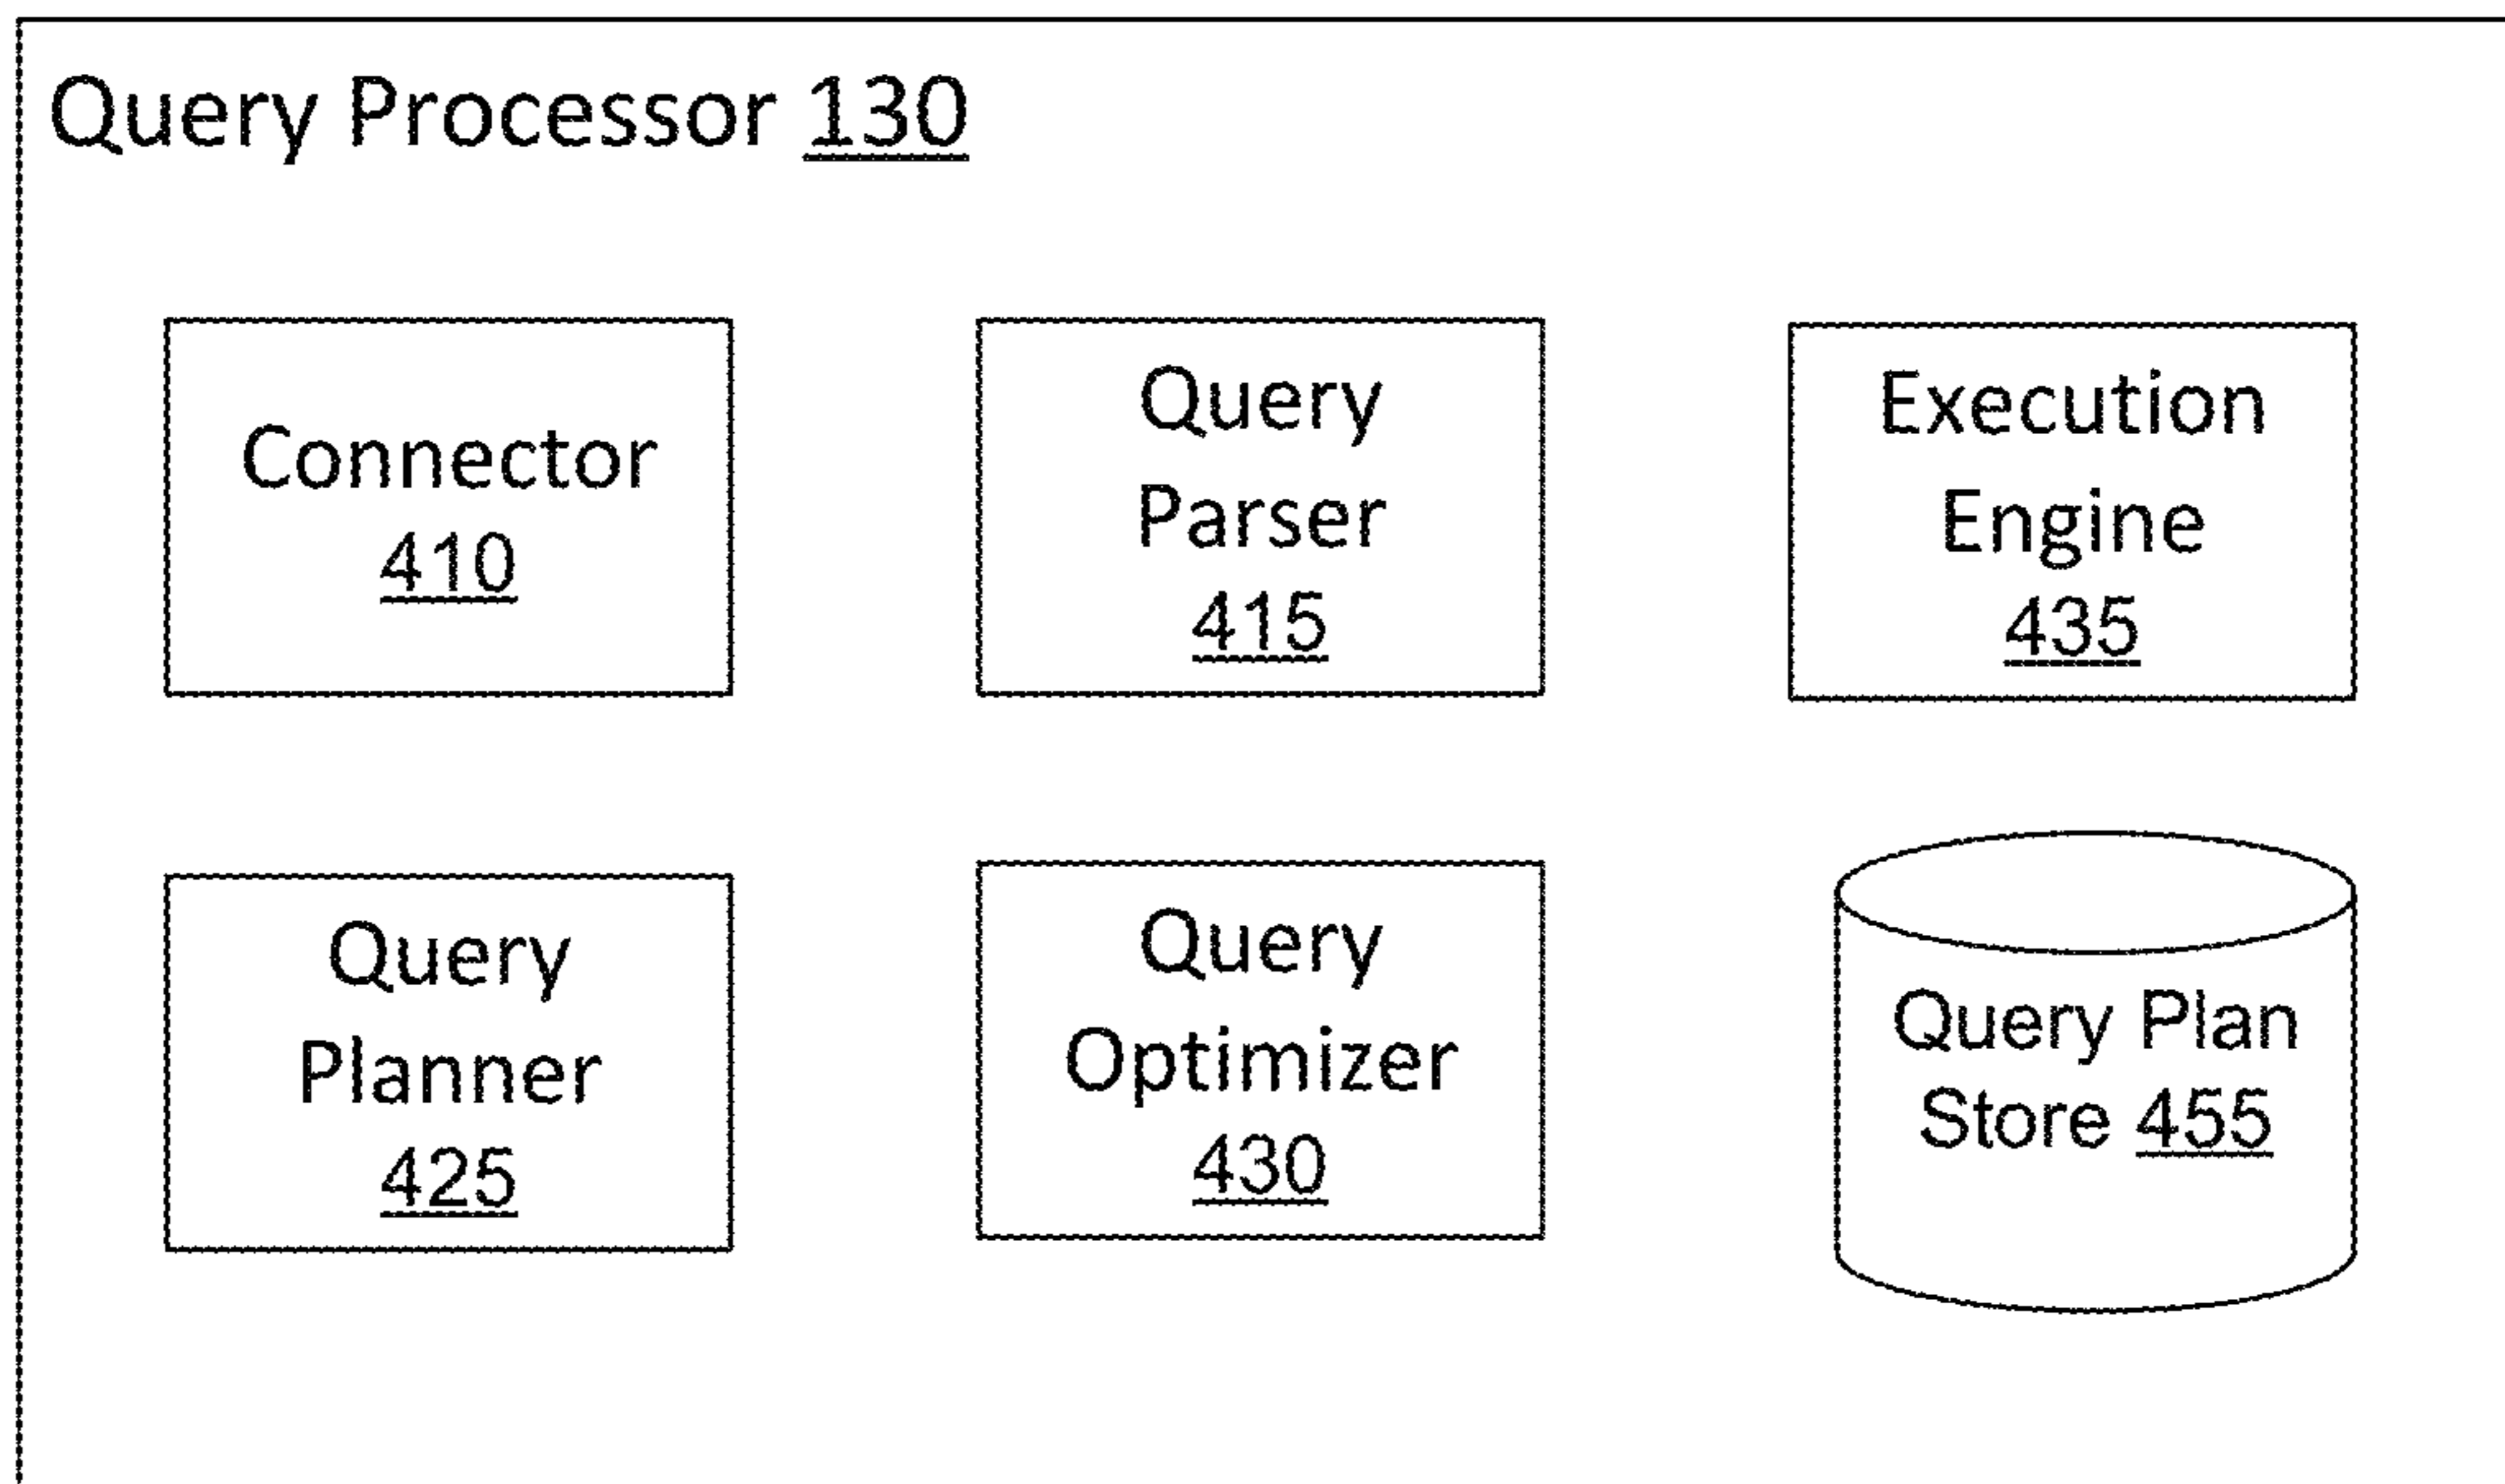 Query Processor 130
Connector
410
Query
Parser
415
Execution
Engine
435
Query
Planner
425
Query
Optimizer
430
Query Plan
Store 455